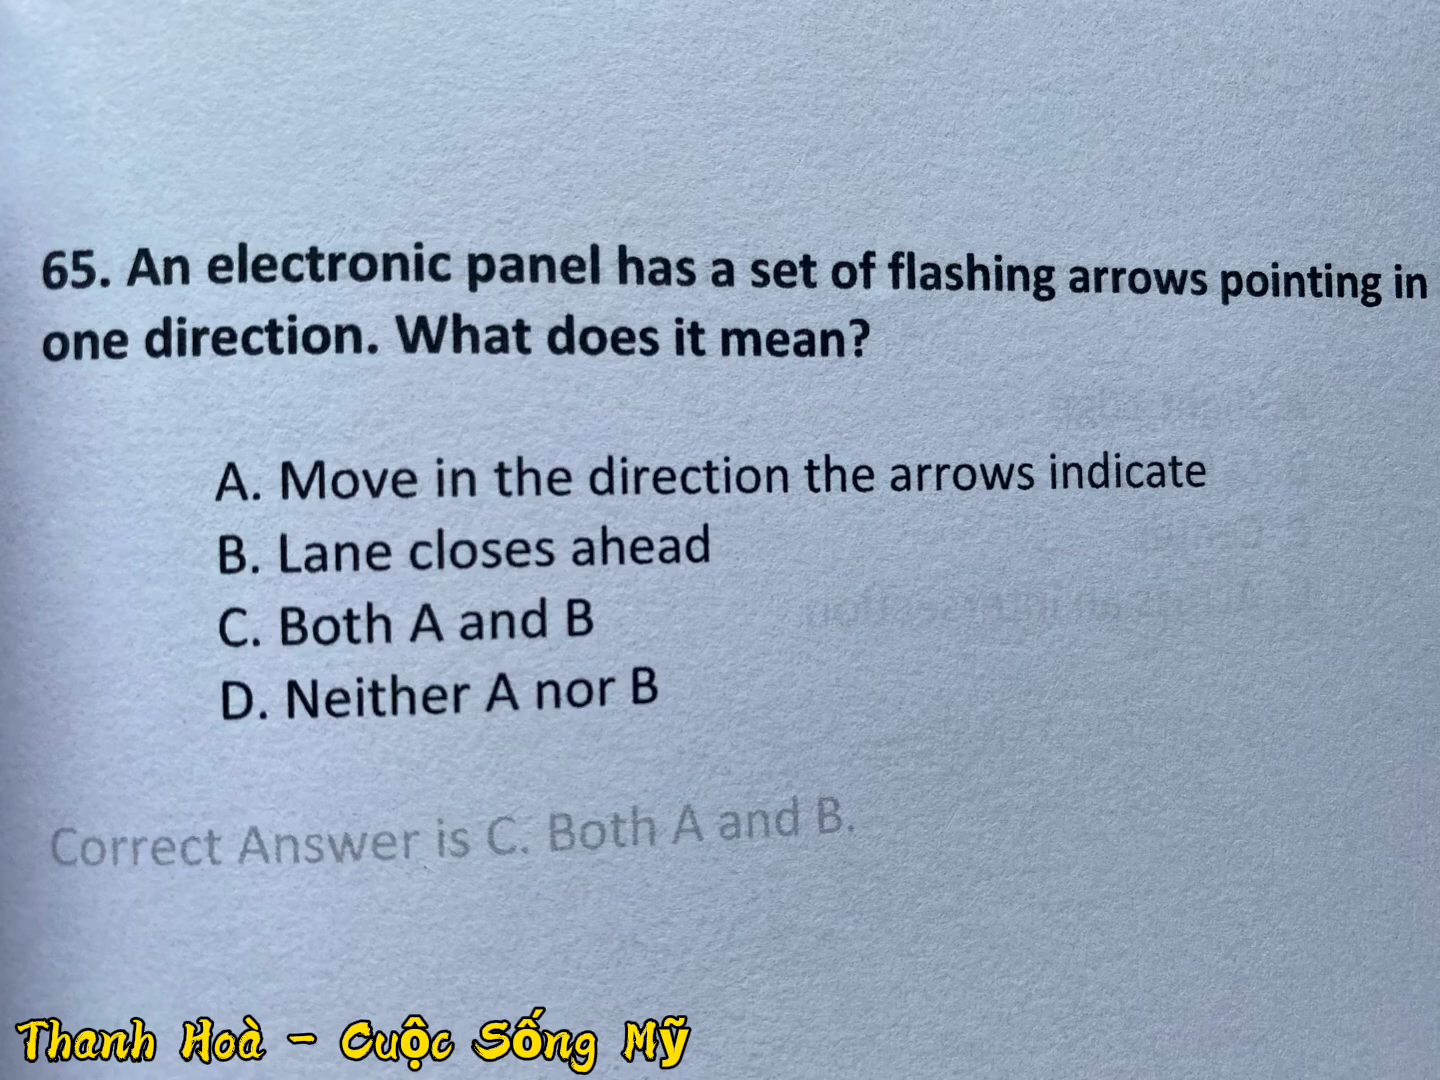 65. An electronic panel has a set of flashing arrows pointing in
one direction. What does it mean?
A. Move in the direction the arrows indicate
B. Lane closes ahead
C. Both A and B
D. Neither A nor B
Correct Answer is C. Both A and B.
Thanh Hoà - Cuộc Sống Mỹ